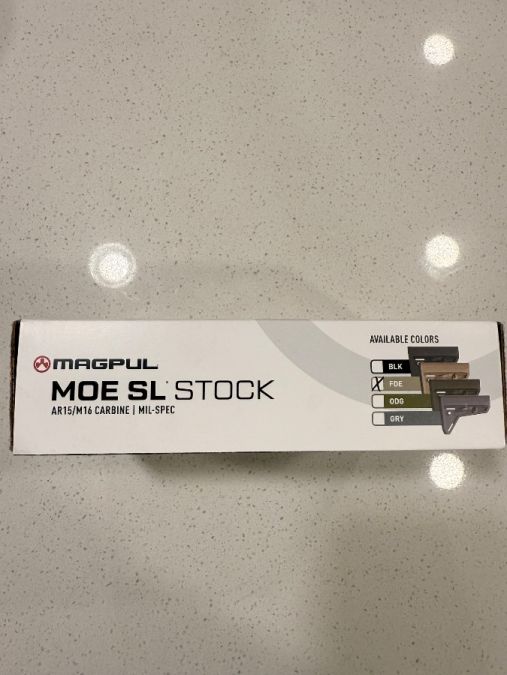 MAGPUL
MOE SL STOCK
AR15/M16 CARBINE | MIL-SPEC
AVAILABLE COLORS
BLK
FDE
ODG
GRY